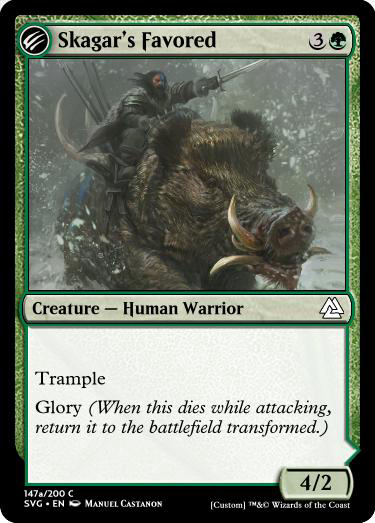 Skagar's Favored 3
Creature — Human Warrior
Trample
Glory (When this dies while attacking,
return it to the battlefield transformed.)
4/2
147a/200 C
SVG • EN Manuel Castanon
[Custom] ™&© Wizards of the Coast